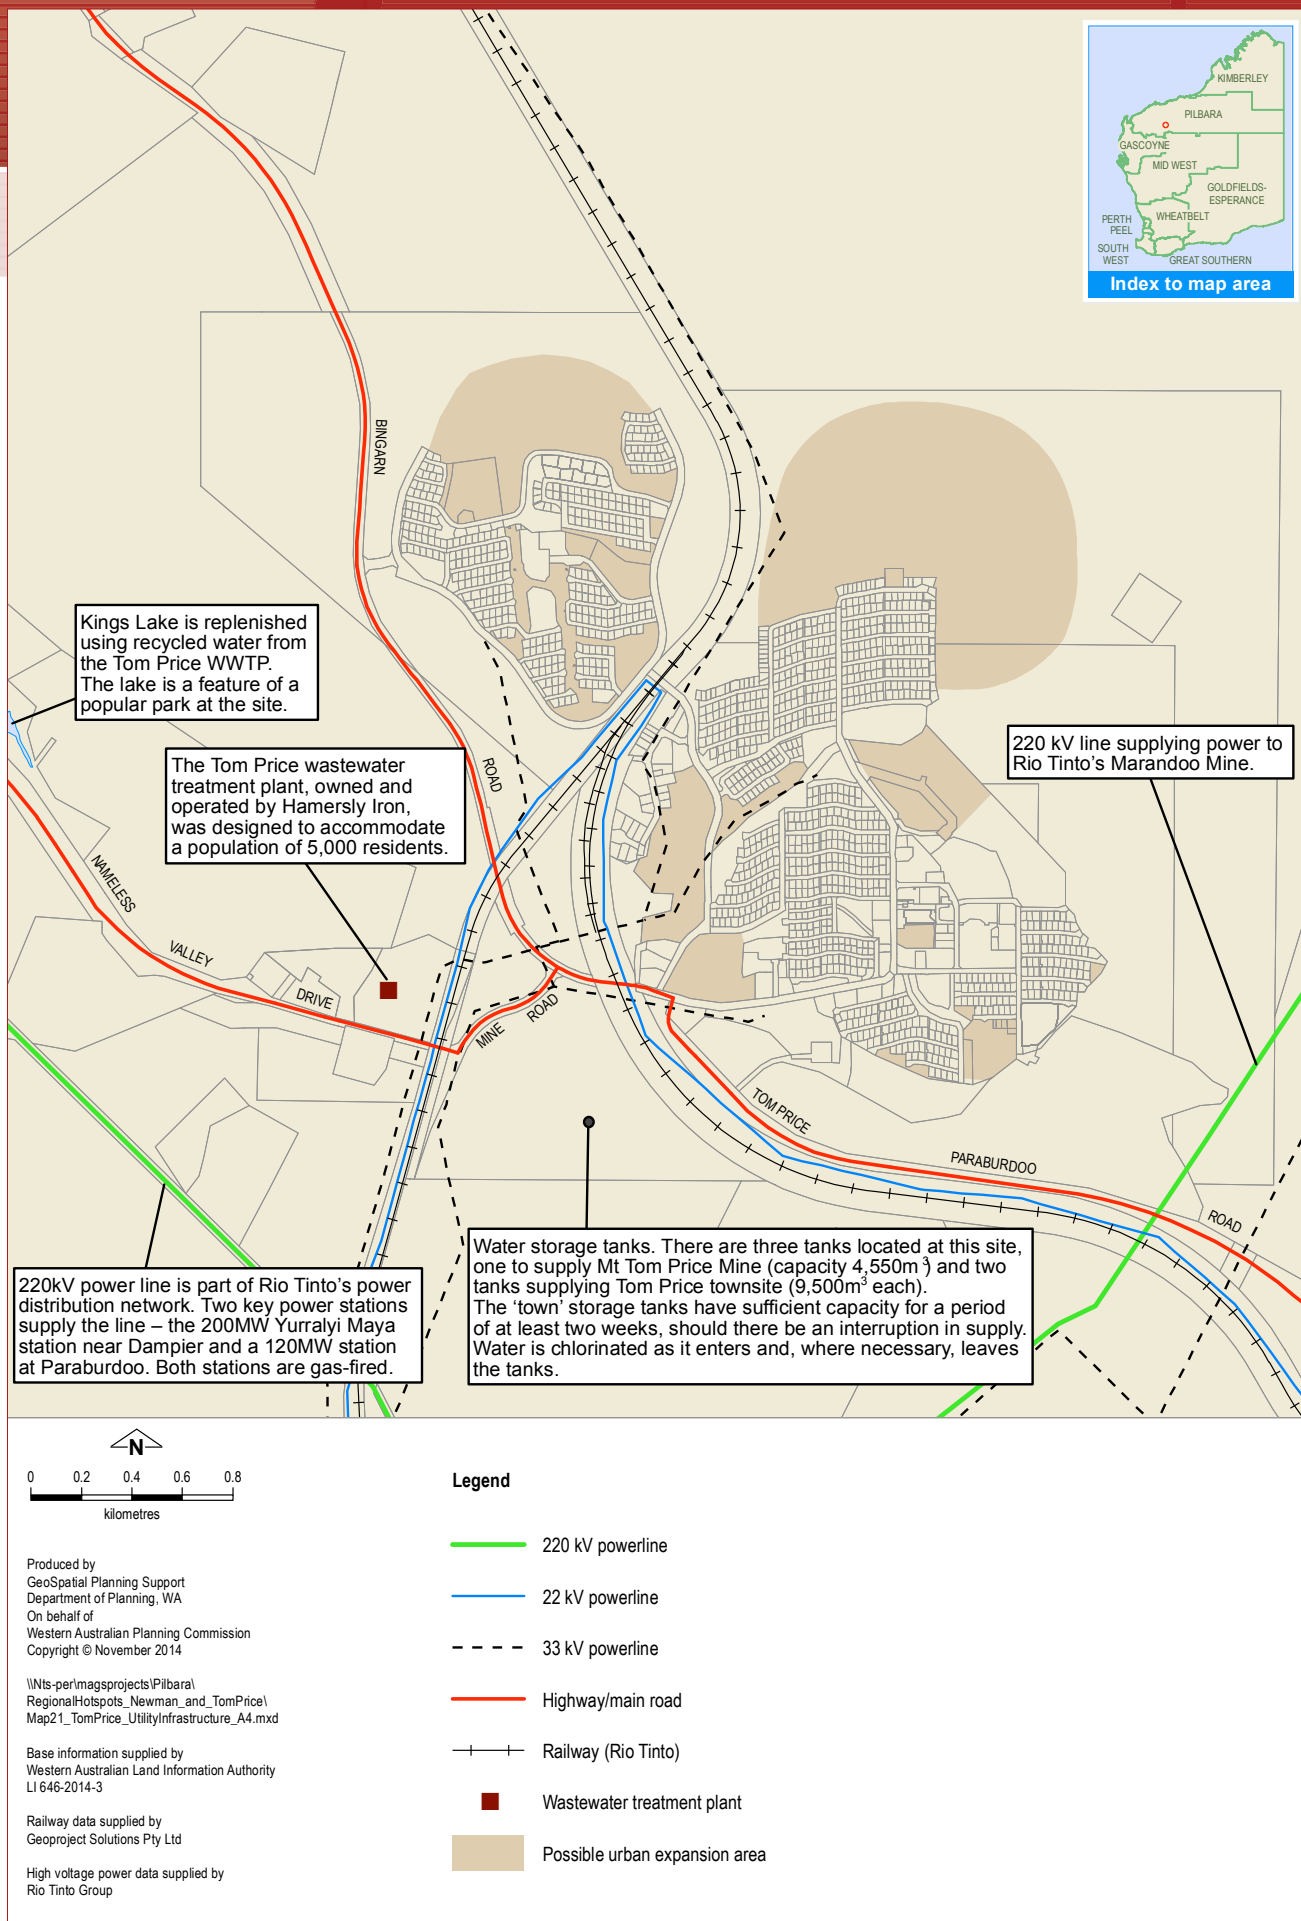 KIMBERLEY
PILBARA
GASCOYNE
MID WEST
GOLDFIELDS-
ESPERANCE
PERTH
PEEL
WHEATBELT
SOUTH
WEST
GREAT SOUTHERN
Index to map area
BINGARN
ROAD
Kings Lake is replenished
using recycled water from
the Tom Price WWTP.
The lake is a feature of a
popular park at the site.
The Tom Price wastewater
treatment plant, owned and
operated by Hamersly Iron,
was designed to accommodate
a population of 5,000 residents.
220 kV line supplying power to
Rio Tinto's Marandoo Mine.
NAMELESS
VALLEY
DRIVE
MINE
ROAD
TOM PRICE
PARABURDOO
ROAD
220kV power line is part of Rio Tinto's power
distribution network. Two key power stations
supply the line – the 200MW Yurralyi Maya
station near Dampier and a 120MW station
at Paraburdoo. Both stations are gas-fired.
Water storage tanks. There are three tanks located at this site,
one to supply Mt Tom Price Mine (capacity 4,550m³) and two
tanks supplying Tom Price townsite (9,500m³ each).
The 'town' storage tanks have sufficient capacity for a period
of at least two weeks, should there be an interruption in supply.
Water is chlorinated as it enters and, where necessary, leaves
the tanks.
N
0 0.2 0.4 0.6 0.8
kilometres
Produced by
GeoSpatial Planning Support
Department of Planning, WA
On behalf of
Western Australian Planning Commission
Copyright © November 2014
\\Nts-per\magsprojects\Pilbara\
RegionalHotspots_Newman_and_TomPrice\
Map21_TomPrice_UtilityInfrastructure_A4.mxd
Base information supplied by
Western Australian Land Information Authority
LI 646-2014-3
Railway data supplied by
Geoproject Solutions Pty Ltd
High voltage power data supplied by
Rio Tinto Group
Legend
220 kV powerline
22 kV powerline
33 kV powerline
Highway/main road
Railway (Rio Tinto)
Wastewater treatment plant
Possible urban expansion area